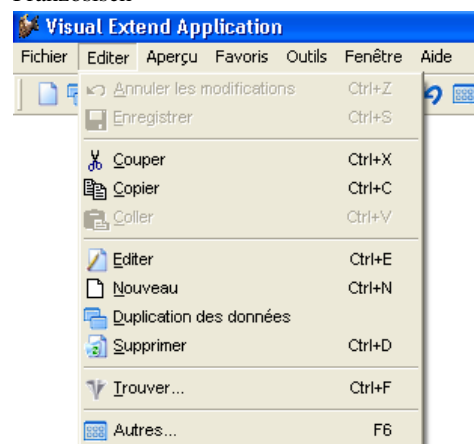 Visual Extend Application
Fichier Editer Aperçu Favoris Outils Fenêtre Aide
Annuler les modifications Ctrl+Z
Enregistrer Ctrl+S
Couper Ctrl+X
Copier Ctrl+C
Coller Ctrl+V
Editer Ctrl+E
Nouveau Ctrl+N
Duplication des données
Supprimer Ctrl+D
Trouver... Ctrl+F
Autres... F6